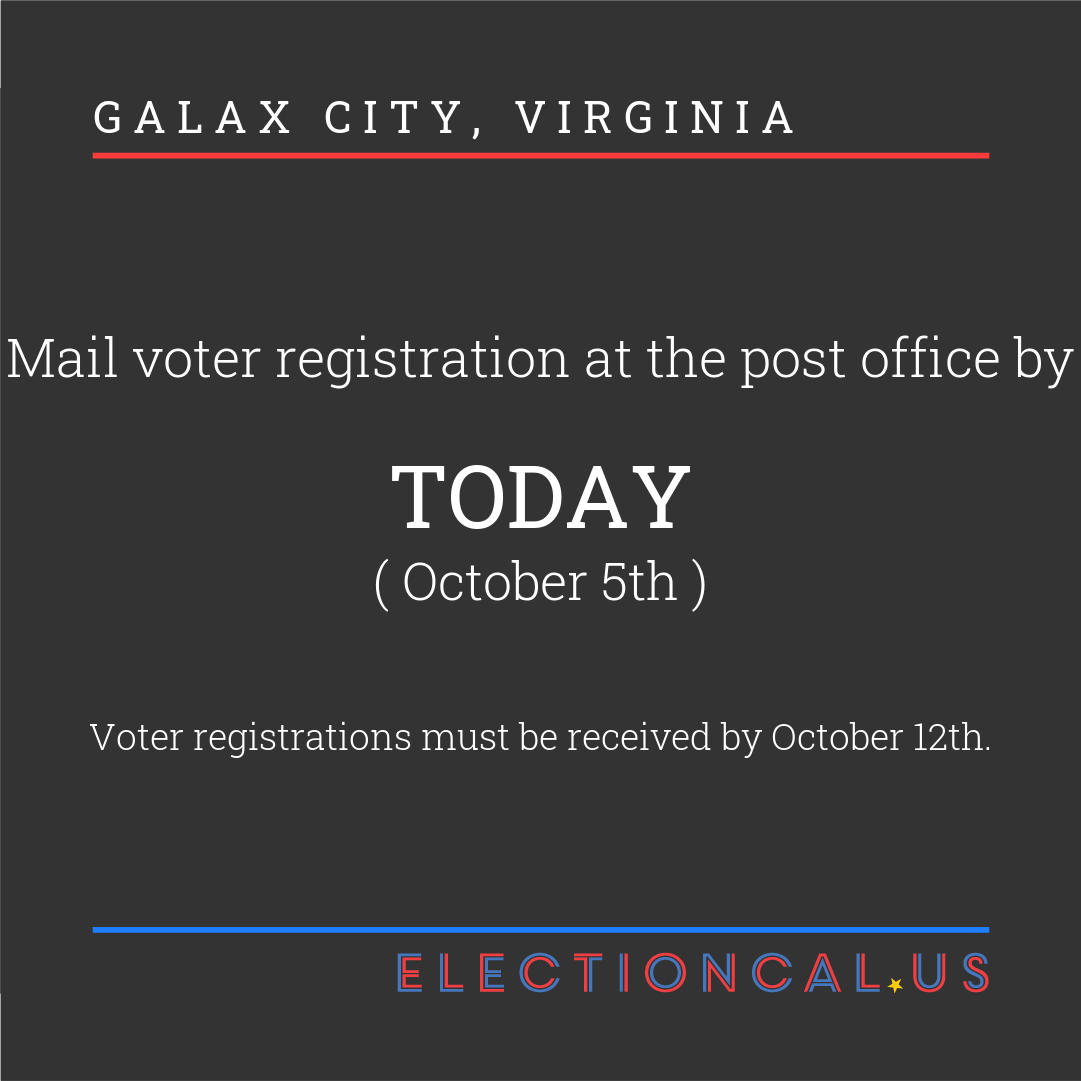 GALAX CITY, VIRGINIA
Mail voter registration at the post office by
TODAY
( October 5th )
Voter registrations must be received by October 12th.
ELECTIONCAL.US